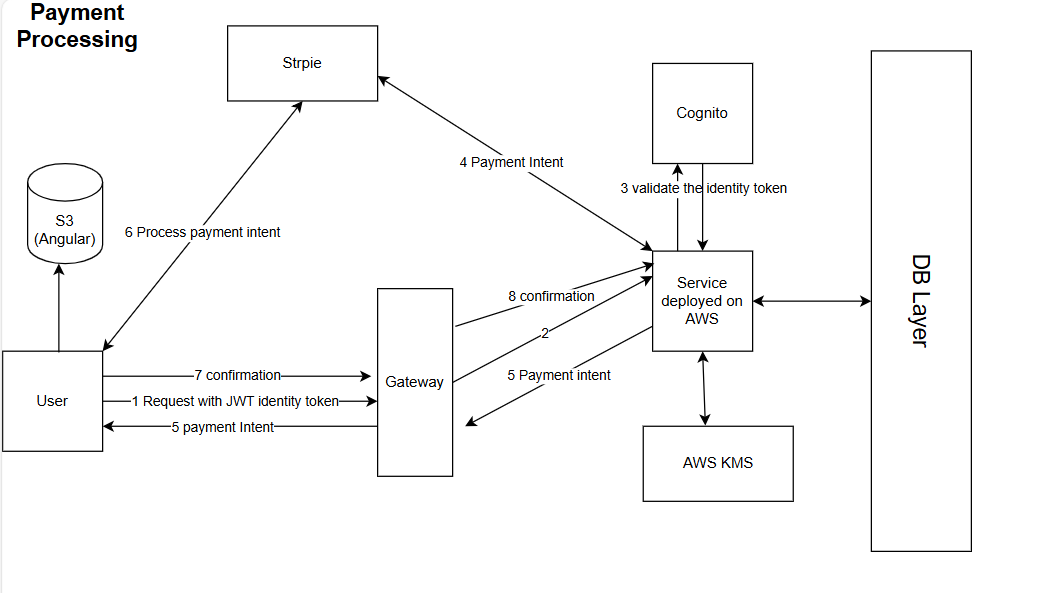 Payment
Processing
Strpie
Cognito
4 Payment Intent
3 validate the identity token
S3
(Angular)
6 Process payment intent
DB Layer
Service
deployed on
AWS
8 confirmation
2
7 confirmation
Gateway
5 Payment intent
User
1 Request with JWT identity token
5 payment Intent
AWS KMS